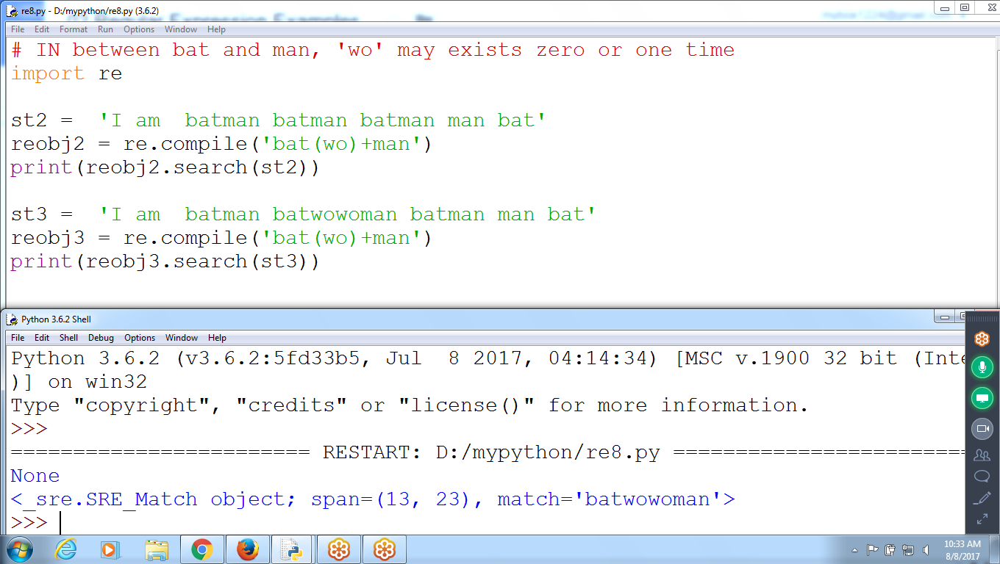 re8.py - D:/mypython/re8.py (3.6.2)
File Edit Format Run Options Window Help
# IN between bat and man, 'wo' may exists zero or one time
import re
st2 =  'I am  batman batman batman man bat'
reobj2 = re.compile('bat(wo)+man')
print(reobj2.search(st2))
st3 =  'I am  batman batwowoman batman man bat'
reobj3 = re.compile('bat(wo)+man')
print(reobj3.search(st3))
Python 3.6.2 Shell
File Edit Shell Debug Options Window Help
Python 3.6.2 (v3.6.2:5fd33b5, Jul  8 2017, 04:14:34) [MSC v.1900 32 bit (Inte
)] on win32
Type "copyright", "credits" or "license()" for more information.
>>>
======================== RESTART: D:/mypython/re8.py ========================
None
<_sre.SRE_Match object; span=(13, 23), match='batwowoman'>
>>>
10:33 AM
8/8/2017